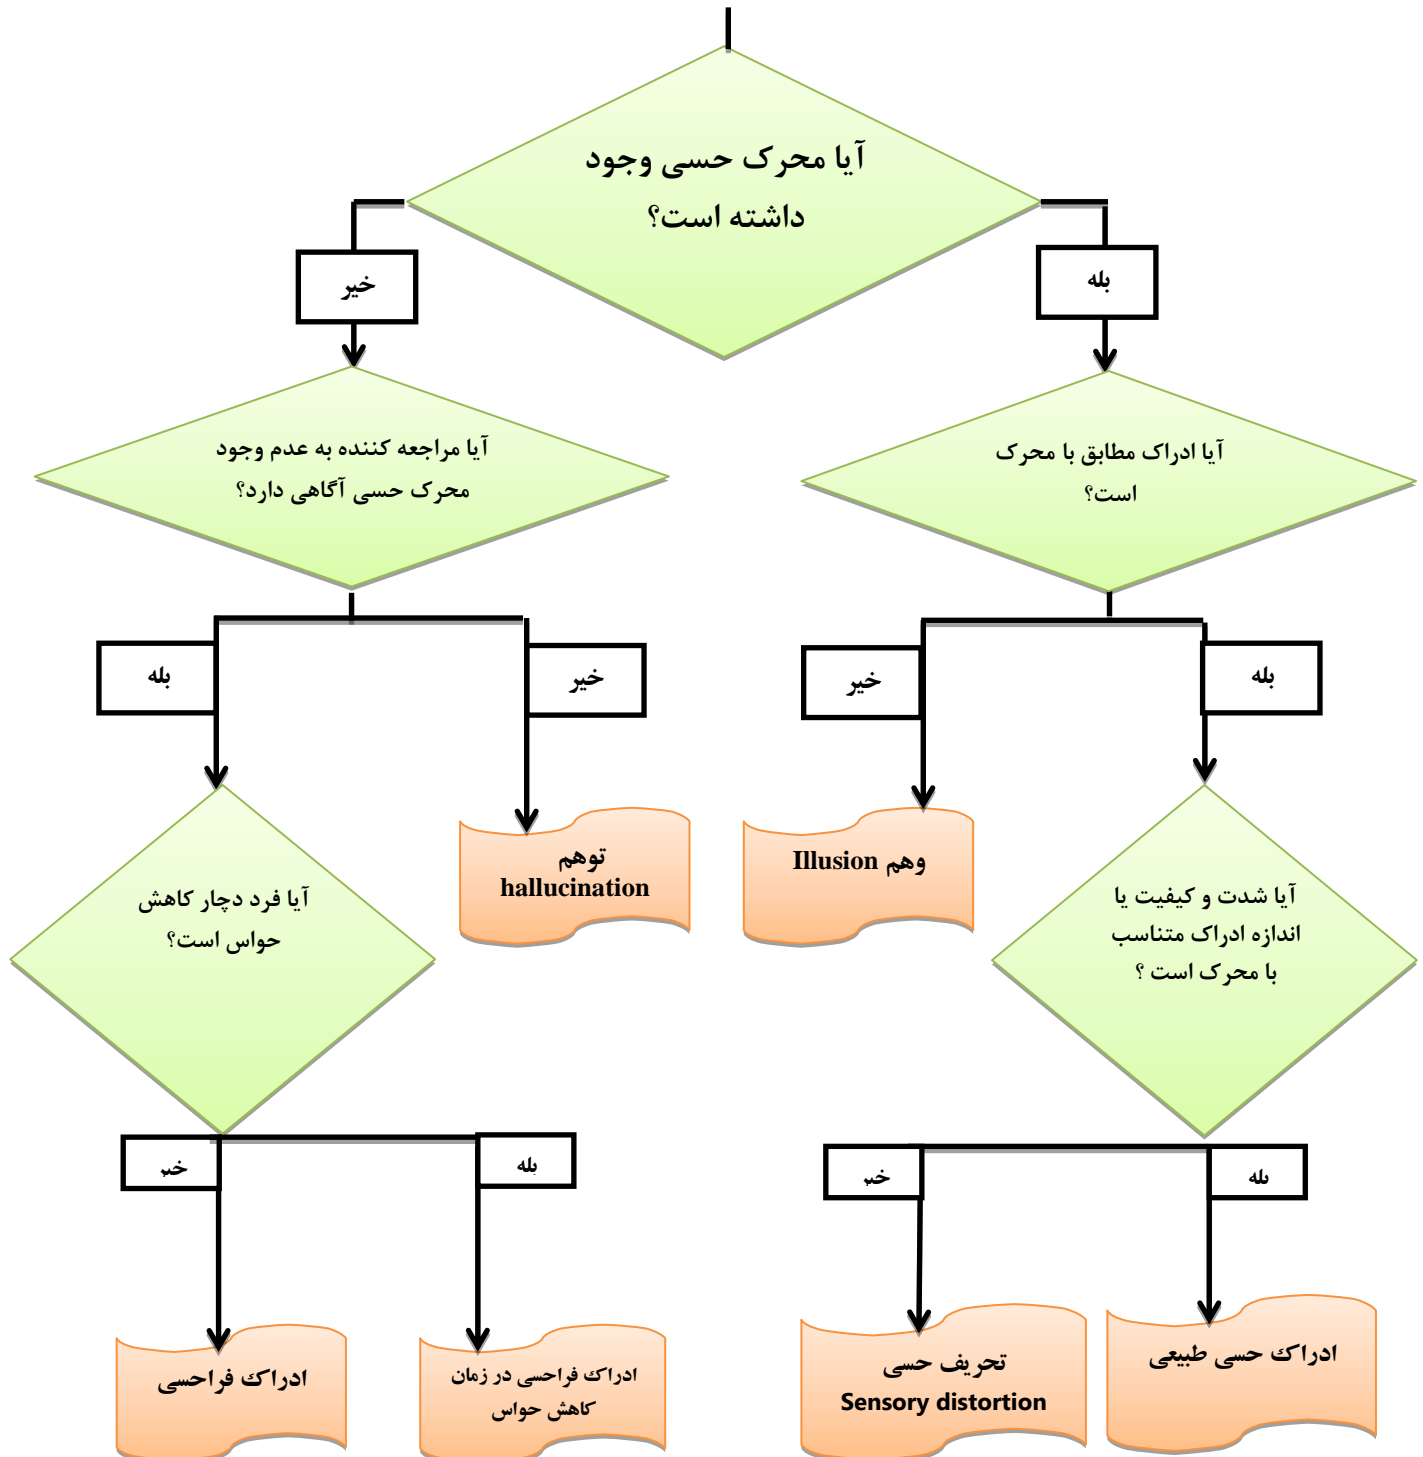 آیا محرک حسی وجود
داشته است؟
بله
خیر
آیا ادراک مطابق با محرک
است؟
آیا مراجعه کننده به عدم وجود
محرک حسی آگاهی دارد؟
بله
خیر
خیر
بله
وهم Illusion
توهم
hallucination
آیا شدت و کیفیت یا
اندازه ادراک متناسب
با محرک است ؟
آیا فرد دچار کاهش
حواس است؟
بله
خیر
بله
خیر
ادراک حسی طبیعی
تحریف حسی
Sensory distortion
ادراک فراحسی در زمان
کاهش حواس
ادراک فراحسی